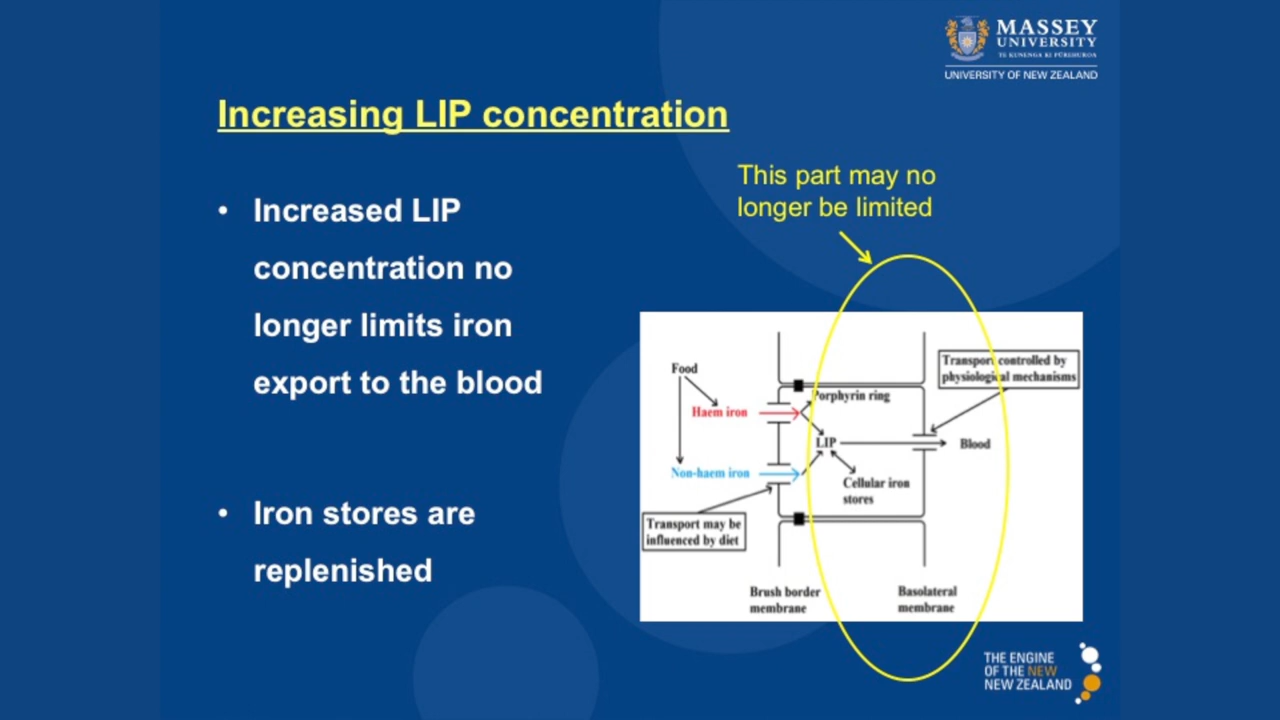 MASSEY
UNIVERSITY
TE KUNENGA KI PŪREHUROA
UNIVERSITY OF NEW ZEALAND
Increasing LIP concentration
• Increased LIP
concentration no
longer limits iron
export to the blood
• Iron stores are
replenished
This part may no
longer be limited
Food
Haem iron
Non-haem iron
Transport may be
influenced by diet
Porphyrin ring
LIP
Cellular iron
stores
Transport controlled by
physiological mechanisms
Blood
Brush border
membrane
Basolateral
membrane
THE ENGINE
OF THE NEW
NEW ZEALAND